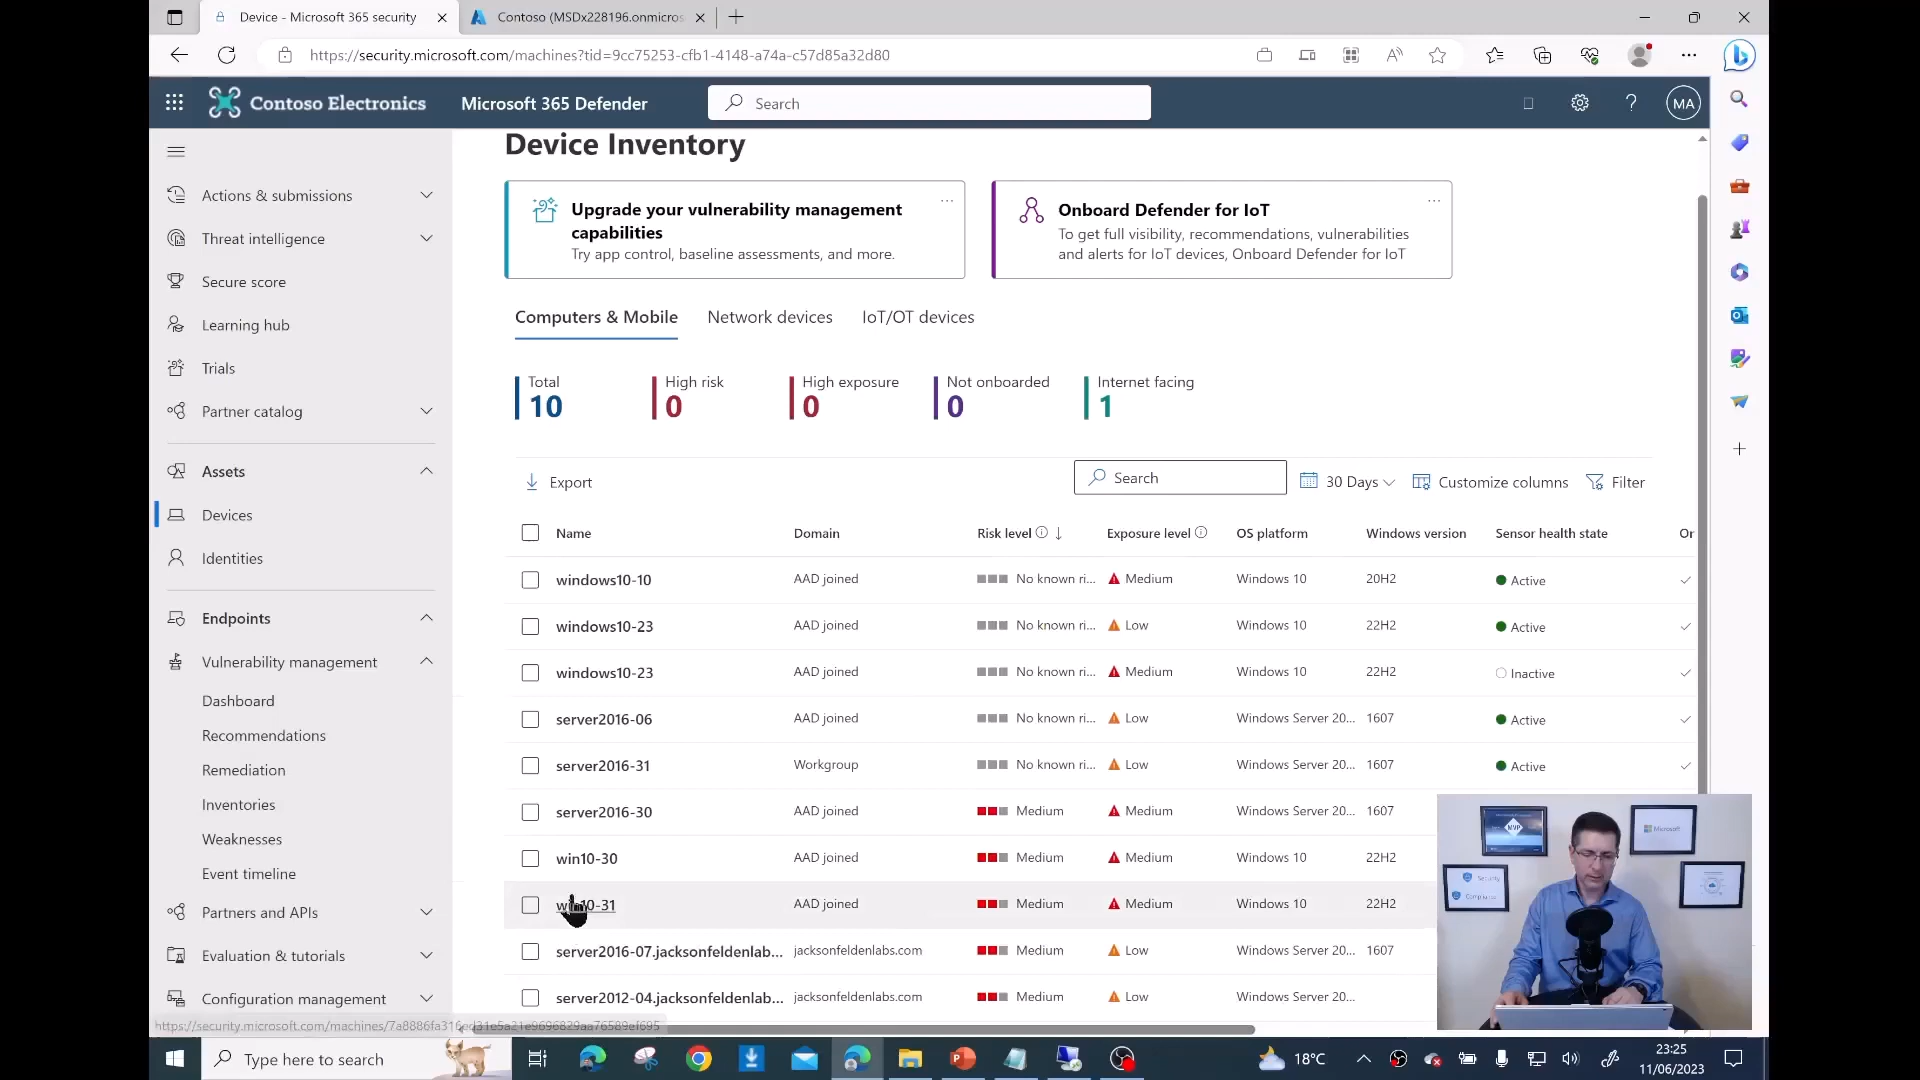 Device - Microsoft 365 security
Contoso (MSDx228196.onmicros
https://security.microsoft.com/machines?tid=9cc75253-cfb1-4148-a74a-c57d85a32d80
Contoso Electronics
Microsoft 365 Defender
Search
MA
Device Inventory
Actions & submissions
Threat intelligence
Secure score
Learning hub
Trials
Partner catalog
Assets
Devices
Identities
Endpoints
Vulnerability management
Dashboard
Recommendations
Remediation
Inventories
Weaknesses
Event timeline
Partners and APIs
Evaluation & tutorials
Configuration management
Upgrade your vulnerability management
capabilities
Try app control, baseline assessments, and more.
Onboard Defender for IoT
To get full visibility, recommendations, vulnerabilities
and alerts for IoT devices, Onboard Defender for IoT
Computers & Mobile Network devices IoT/OT devices
Total High risk High exposure Not onboarded Internet facing
10 0 0 0 1
Export Search 30 Days Customize columns Filter
Name Domain Risk level Exposure level OS platform Windows version Sensor health state Or
windows10-10 AAD joined No known ri... Medium Windows 10 20H2 Active
windows10-23 AAD joined No known ri... Low Windows 10 22H2 Active
windows10-23 AAD joined No known ri... Medium Windows 10 22H2 Inactive
server2016-06 AAD joined No known ri... Low Windows Server 20... 1607 Active
server2016-31 Workgroup No known ri... Low Windows Server 20... 1607 Active
server2016-30 AAD joined Medium Medium Windows Server 20... 1607
win10-30 AAD joined Medium Medium Windows 10 22H2
win10-31 AAD joined Medium Medium Windows 10 22H2
server2016-07.jacksonfeldenlab... jacksonfeldenlabs.com Medium Low Windows Server 20... 1607
server2012-04.jacksonfeldenlab... jacksonfeldenlabs.com Medium Low Windows Server 20...
MVP
Microsoft
Security
Type here to search
18°C
23:25
11/06/2023